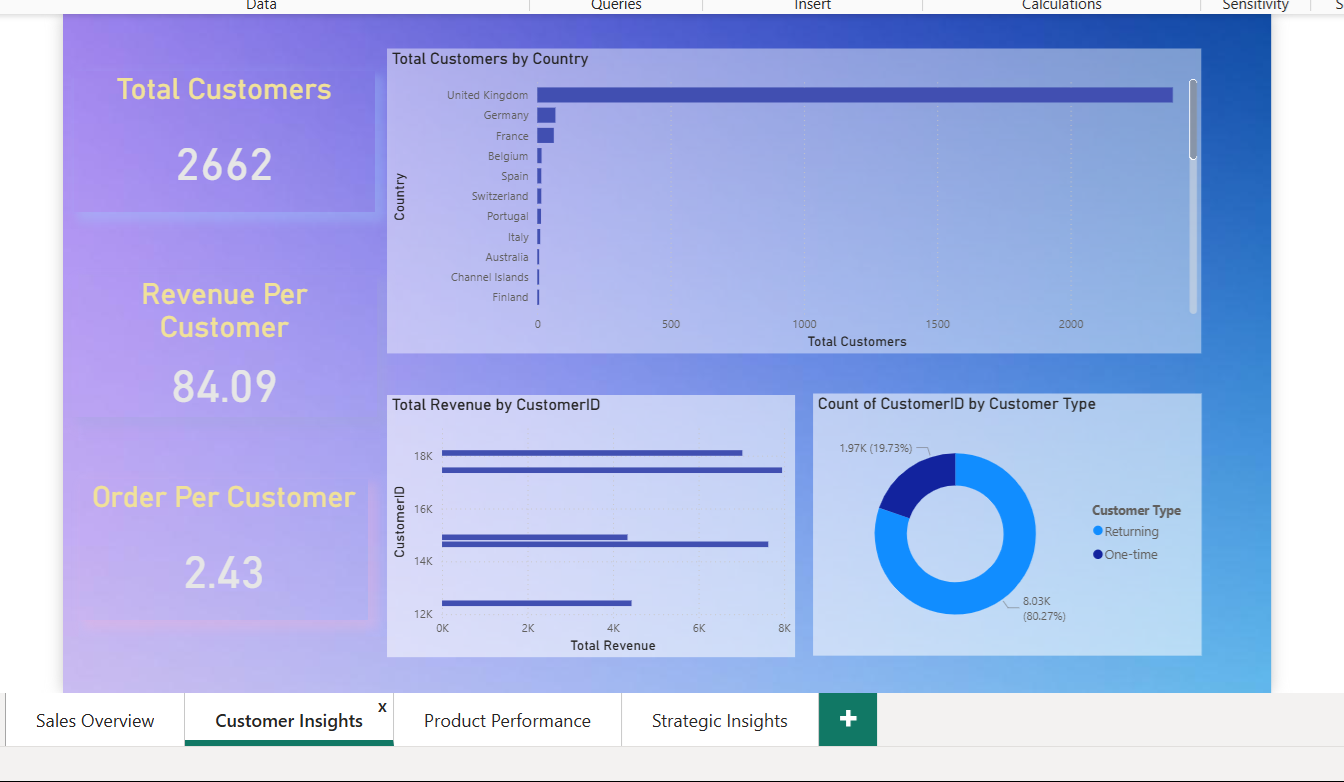 Data
Queries
Insert
Calculations
Sensitivity
Total Customers
2662
Revenue Per
Customer
84.09
Order Per Customer
2.43
Total Customers by Country
Country
United Kingdom
Germany
France
Belgium
Spain
Switzerland
Portugal
Italy
Australia
Channel Islands
Finland
0 500 1000 1500 2000
Total Customers
Total Revenue by CustomerID
CustomerID
18K
16K
14K
12K
0K 2K 4K 6K 8K
Total Revenue
Count of CustomerID by Customer Type
1.97K (19.73%)
8.03K
(80.27%)
Customer Type
Returning
One-time
Sales Overview
Customer Insights x
Product Performance
Strategic Insights
+